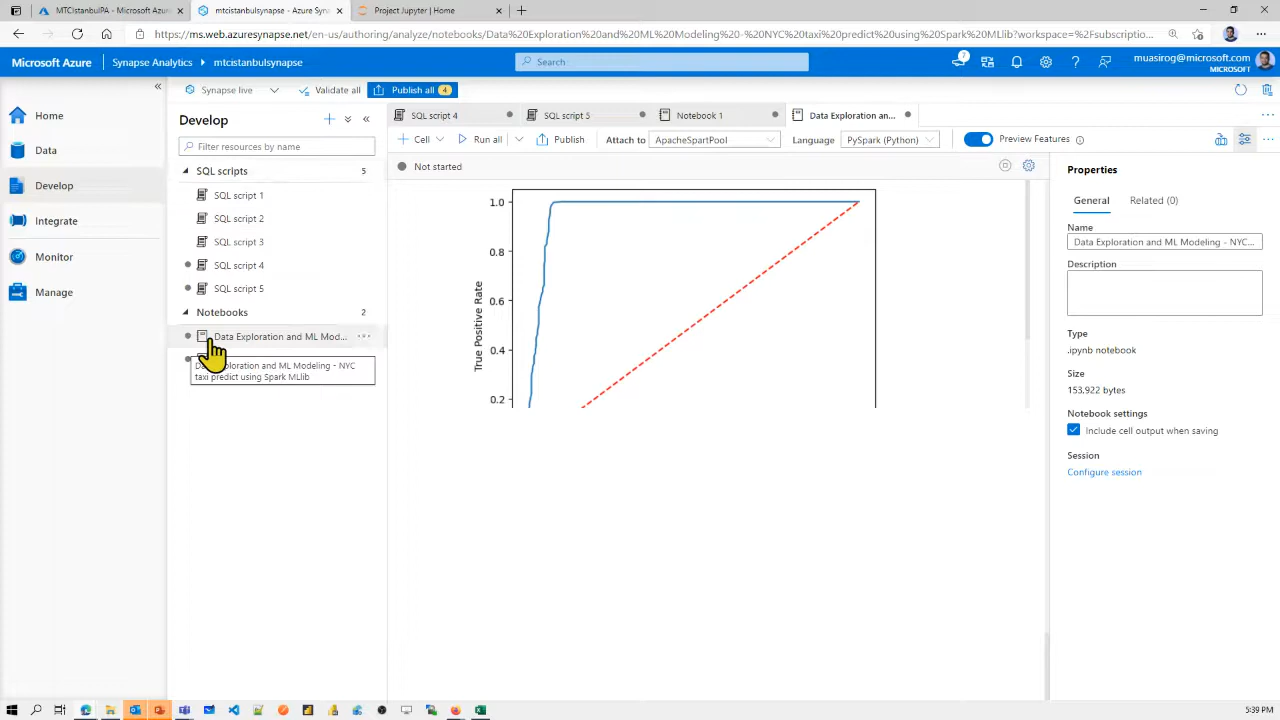 MTCIstanbulPA - Microsoft Azure
mtcistanbulsynapse - Azure Syna
Project Jupyter | Home
https://ms.web.azuresynapse.net/en-us/authoring/analyze/notebooks/Data%20Exploration%20and%20ML%20Modeling%20-%20NYC%20taxi%20predict%20using%20Spark%20MLlib?workspace=%2Fsubscriptio...
Microsoft Azure
Synapse Analytics
mtcistanbulsynapse
Search
7
muasirog@microsoft.com
MICROSOFT
Synapse live
Validate all
Publish all
4
Home
Data
Develop
Integrate
Monitor
Manage
Develop
Filter resources by name
SQL scripts 5
SQL script 1
SQL script 2
SQL script 3
SQL script 4
SQL script 5
Notebooks 2
Data Exploration and ML Mod...
oloration and ML Modeling - NYC
taxi predict using Spark MLlib
SQL script 4
SQL script 5
Notebook 1
Data Exploration an...
Cell
Run all
Publish
Attach to
ApacheSpartPool
Language
PySpark (Python)
Preview Features
Not started
1.0
0.8
0.6
0.4
0.2
True Positive Rate
Properties
General
Related (0)
Name
Data Exploration and ML Modeling - NYC...
Description
Type
.ipynb notebook
Size
153,922 bytes
Notebook settings
Include cell output when saving
Session
Configure session
5:39 PM